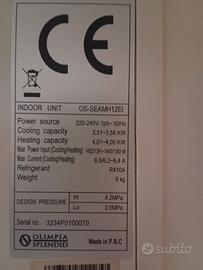 CE
INDOOR UNIT OS-SEAMH12EI
Power source 220-240V-1ph~ 50Hz
Cooling capacity 3,51~3,58 KW
Heating capacity 4,01~4,05 KW
Max Power Input (Cooling/Heating)
Max Current (Cooling/Heating) 6,5/6,3~6,4 A
Refrigerant R410A
Weight 9 kg
DESIGN PRESSURE Hi 4.2MPa
Lo 2.5MPa
Serial no.: 3234P0100070
OLIMPIA SPLENDID
Made in P.R.C
subito